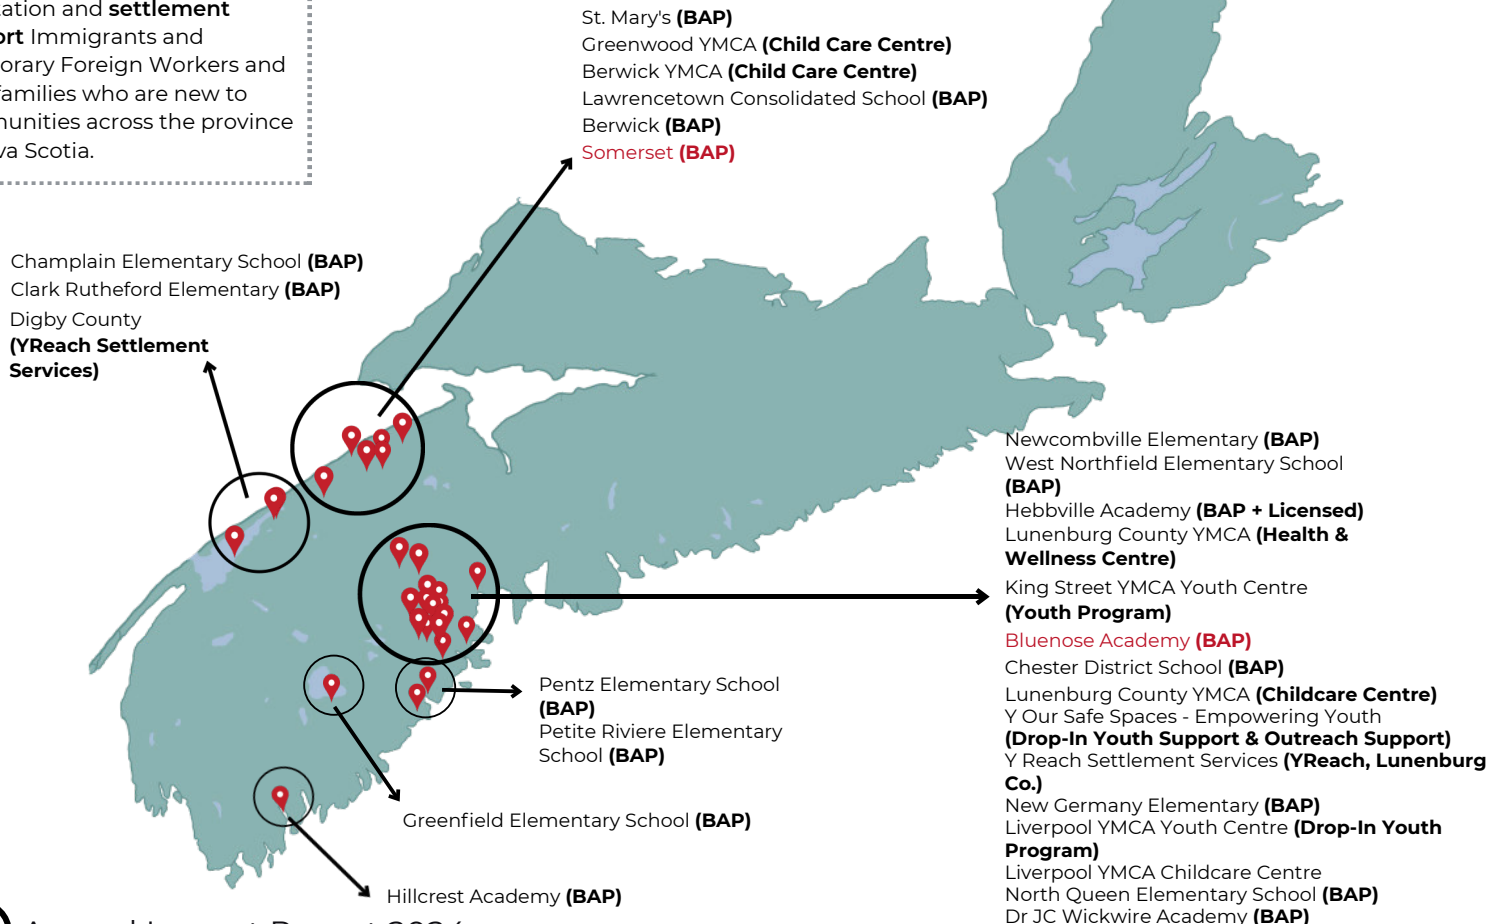 settlement
Immigrants and
Foreign Workers and
families who are new to
across the province
Scotia.
St. Mary's (BAP)
Greenwood YMCA (Child Care Centre)
Berwick YMCA (Child Care Centre)
Lawrencetown Consolidated School (BAP)
Berwick (BAP)
Somerset (BAP)
Champlain Elementary School (BAP)
Clark Rutheford Elementary (BAP)
Digby County
(YReach Settlement
Services)
Newcombville Elementary (BAP)
West Northfield Elementary School
(BAP)
Hebbville Academy (BAP + Licensed)
Lunenburg County YMCA (Health &
Wellness Centre)
King Street YMCA Youth Centre
(Youth Program)
Bluenose Academy (BAP)
Chester District School (BAP)
Lunenburg County YMCA (Childcare Centre)
Y Our Safe Spaces - Empowering Youth
(Drop-In Youth Support & Outreach Support)
Y Reach Settlement Services (YReach, Lunenburg
Co.)
New Germany Elementary (BAP)
Liverpool YMCA Youth Centre (Drop-In Youth
Program)
Liverpool YMCA Childcare Centre
North Queen Elementary School (BAP)
Dr JC Wickwire Academy (BAP)
Pentz Elementary School
(BAP)
Petite Riviere Elementary
School (BAP)
Greenfield Elementary School (BAP)
Hillcrest Academy (BAP)